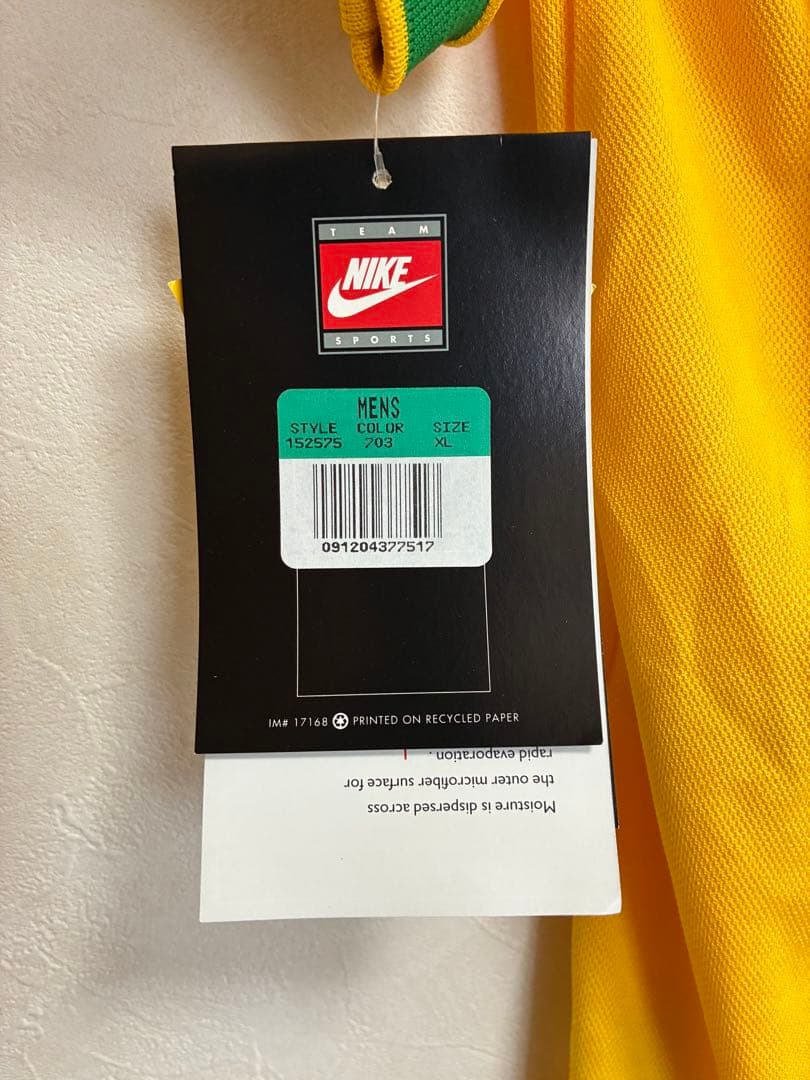 TEAM
NIKE
SPORTS
MENS
STYLE COLOR SIZE
152575 703 XL
091204377517
IM# 17168 PRINTED ON RECYCLED PAPER
Moisture is dispersed across
the outer microfiber surface for
rapid evaporation.